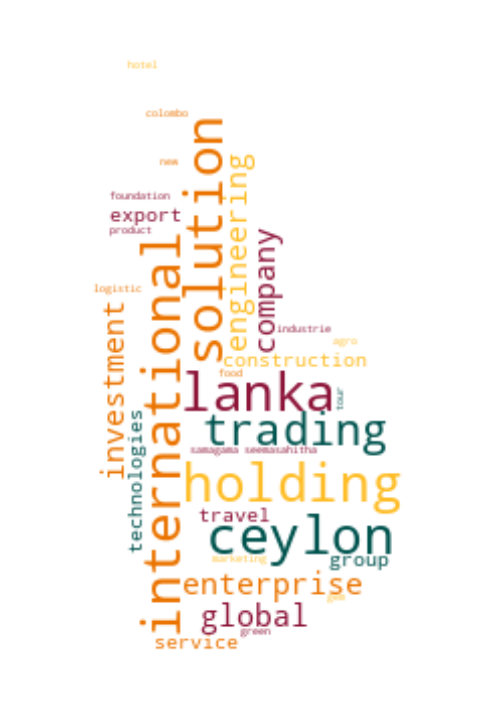 hotel
colombo
solution
new
engineering
foundation
export
product
company
international
logistic
investment
industrie
agro
construction
food
lanka
tour
technologies
trading
samagama seemasahitha
holding
travel
ceylon
marketing
group
enterprise
global
green
service